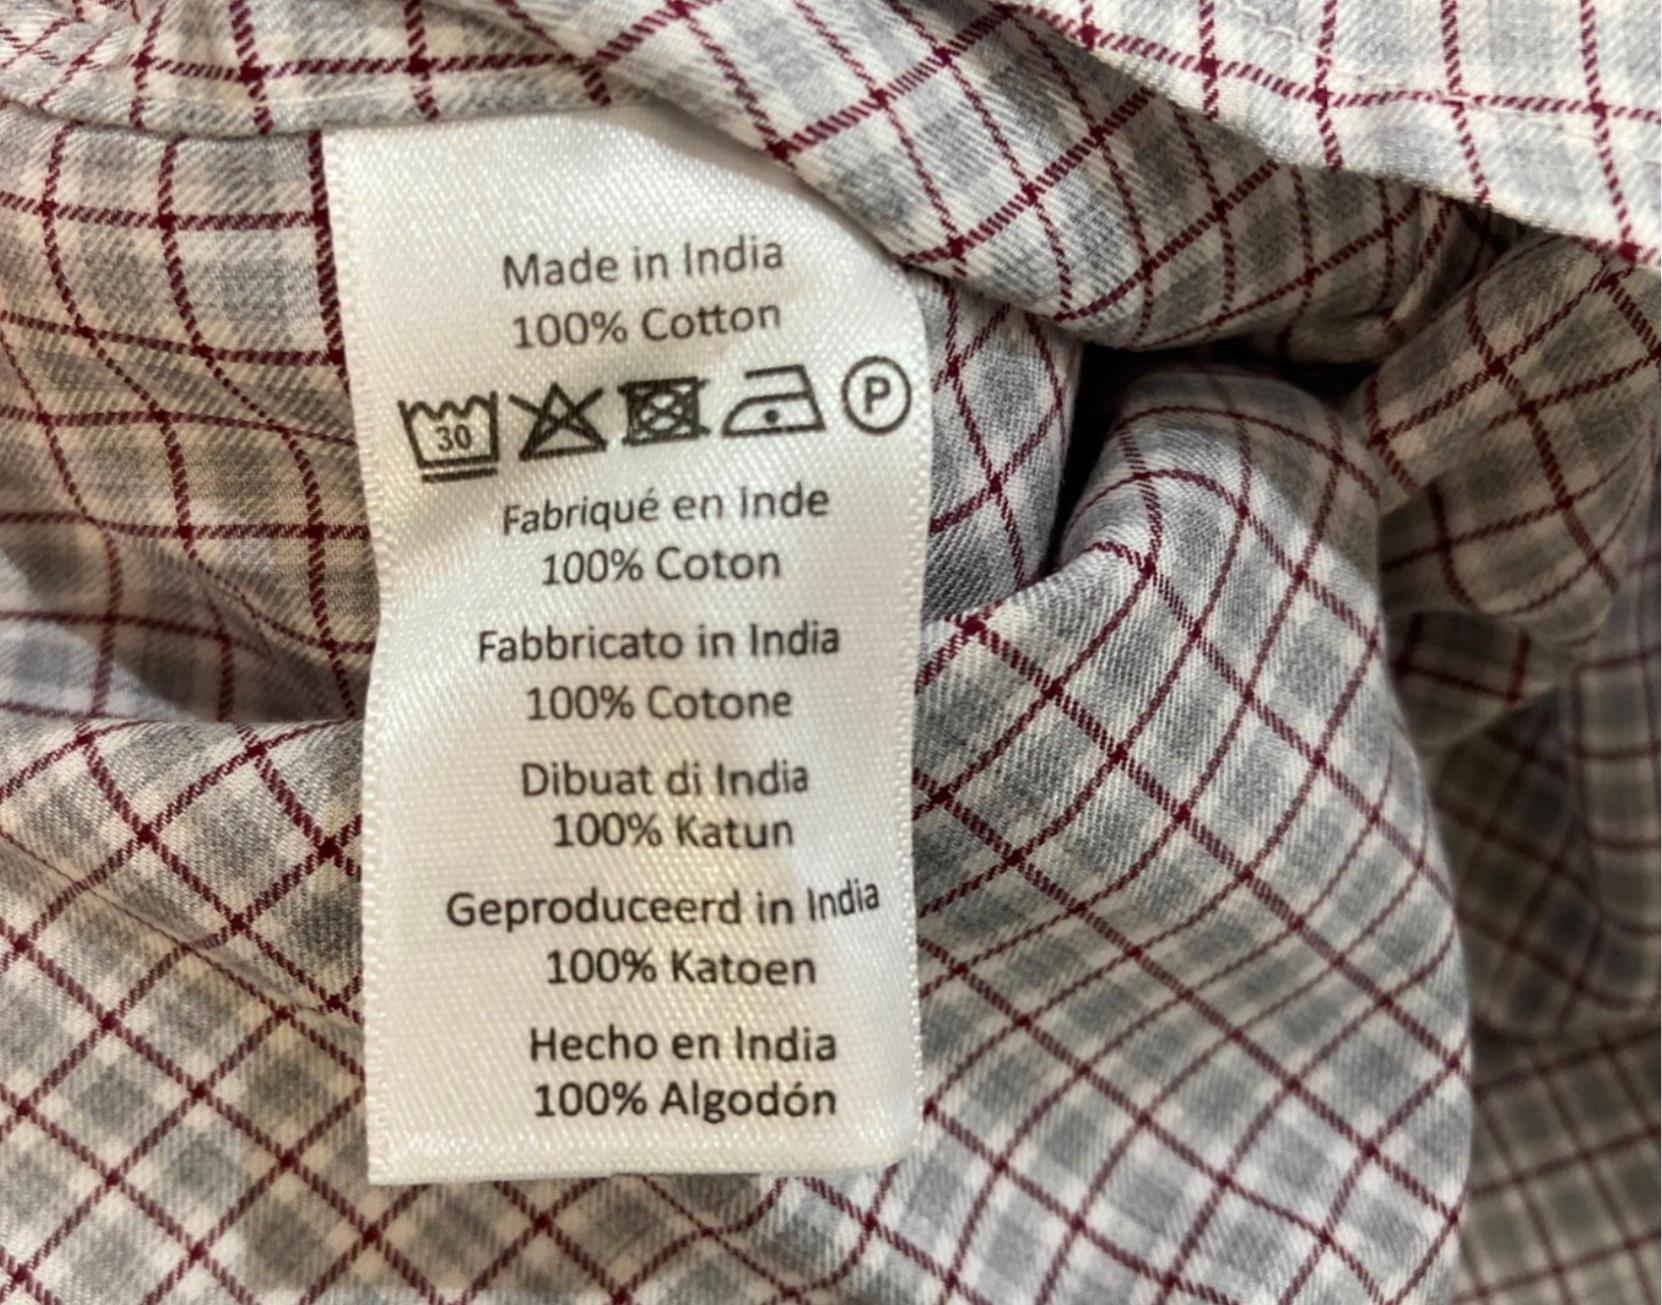 Made in India
100% Cotton
30 P
Fabriqué en Inde
100% Coton
Fabbricato in India
100% Cotone
Dibuat di India
100% Katun
Geproduceerd in India
100% Katoen
Hecho en India
100% Algodón